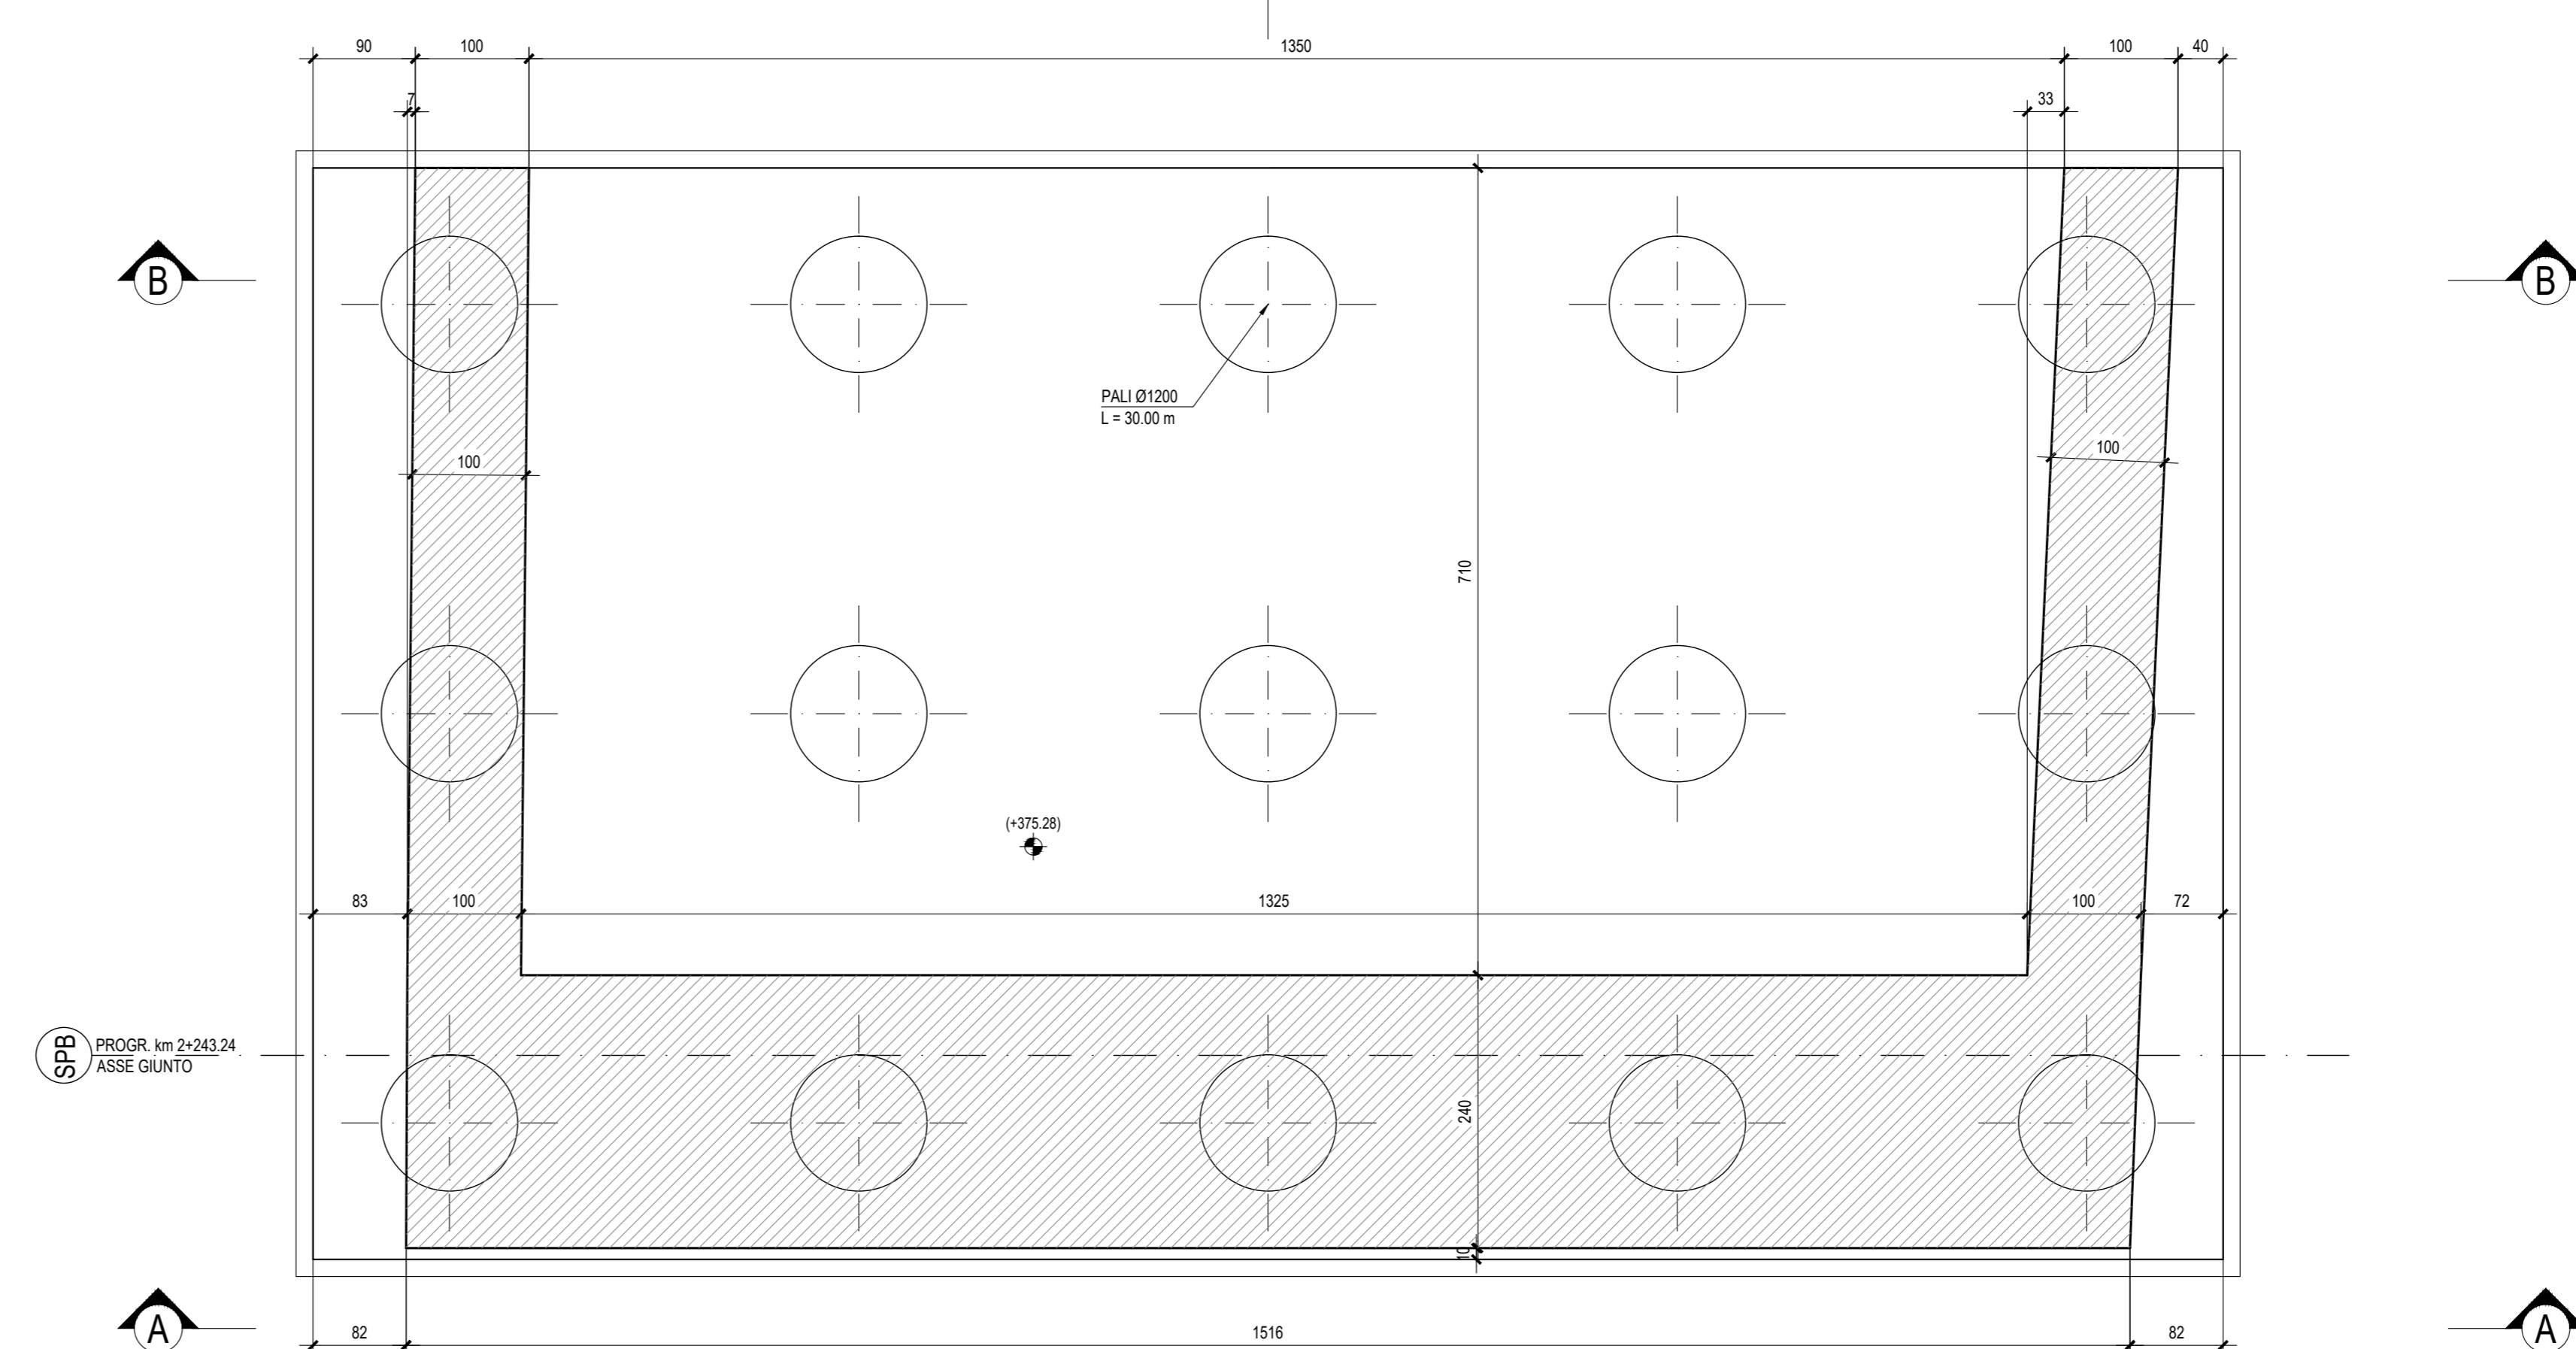 90 100 1350 100 40
7 33
B B
PALI Ø1200
L = 30.00 m
100 100
710
(+375.28)
83 100 1325 100 72
SPB
PROGR. km 2+243.24
ASSE GIUNTO
240
10
A A
82 1516 82